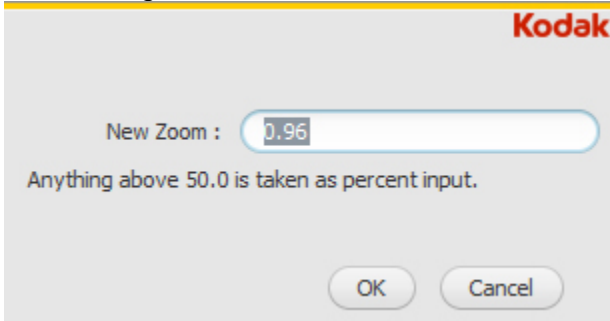 Kodak
New Zoom : 0.96
Anything above 50.0 is taken as percent input.
OK Cancel